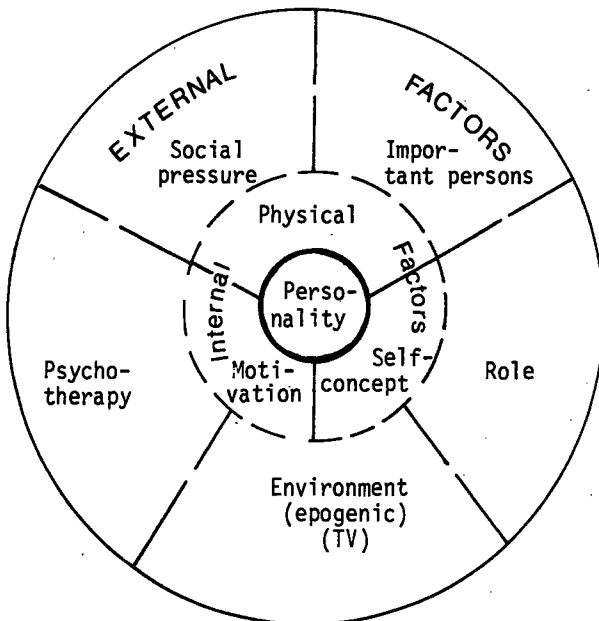 EXTERNAL FACTORS
Social
pressure
Impor-
tant persons
Physical
Internal Factors
Perso-
nality
Moti-
vation
Self-
concept
Psycho-
therapy
Role
Environment
(epogenic)
(TV)